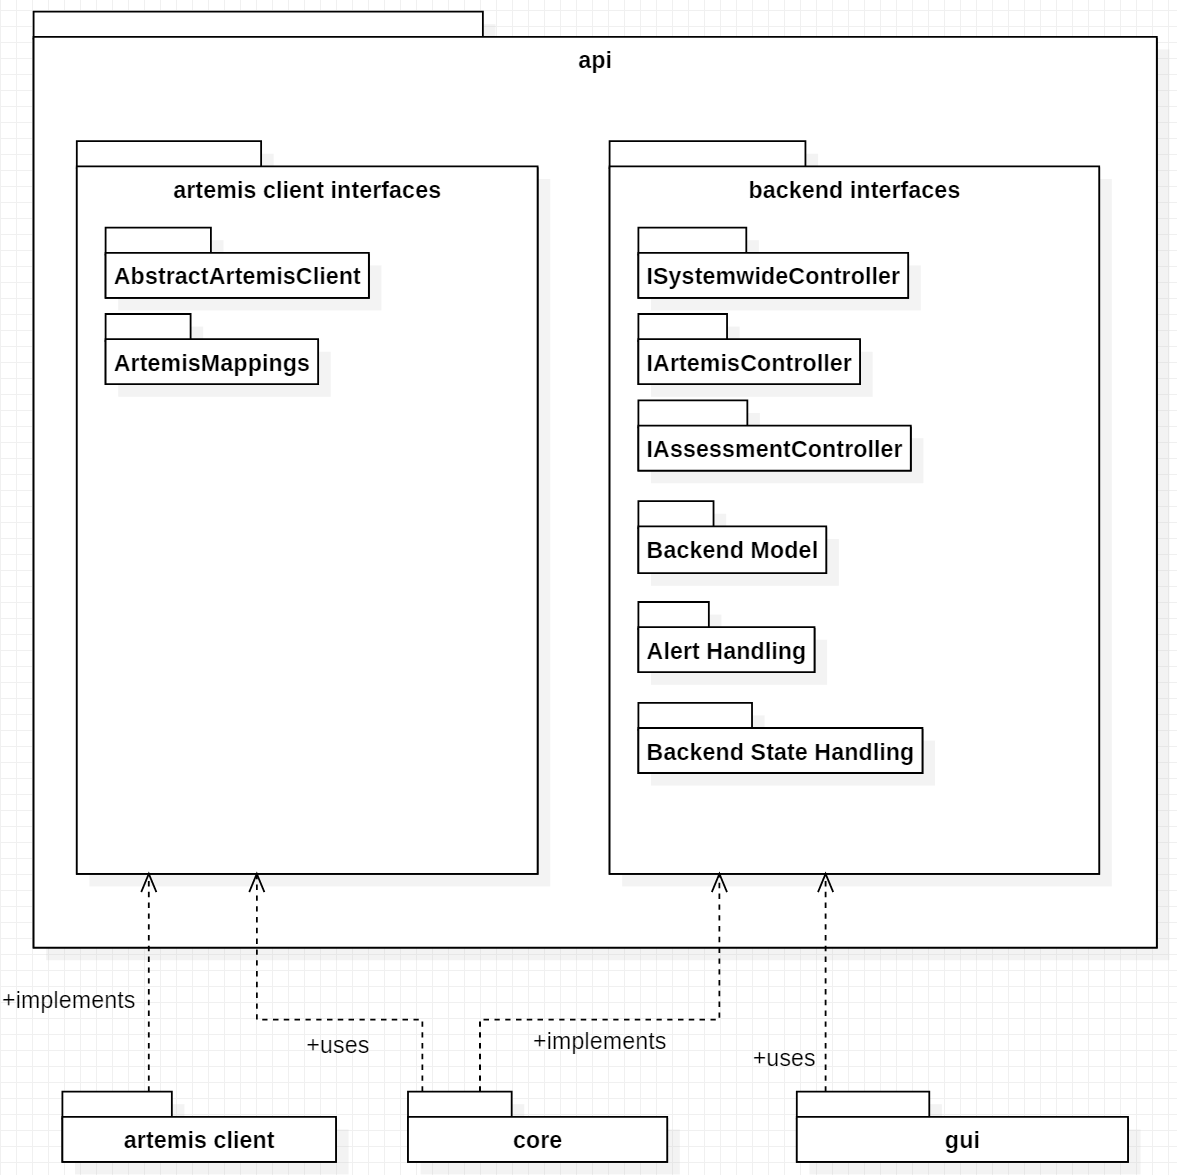 api
artemis client interfaces
AbstractArtemisClient
ArtemisMappings
backend interfaces
ISystemwideController
IArtemisController
IAssessmentController
Backend Model
Alert Handling
Backend State Handling
+implements
+uses
+implements
+uses
artemis client
core
gui